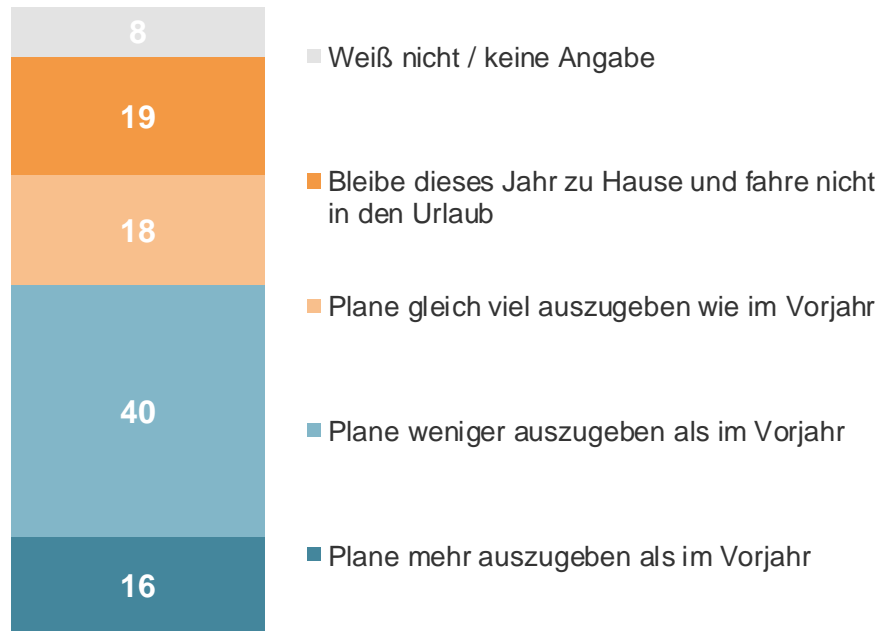 8
Weiß nicht / keine Angabe
19
Bleibe dieses Jahr zu Hause und fahre nicht
in den Urlaub
18
Plane gleich viel auszugeben wie im Vorjahr
40
Plane weniger auszugeben als im Vorjahr
16
Plane mehr auszugeben als im Vorjahr